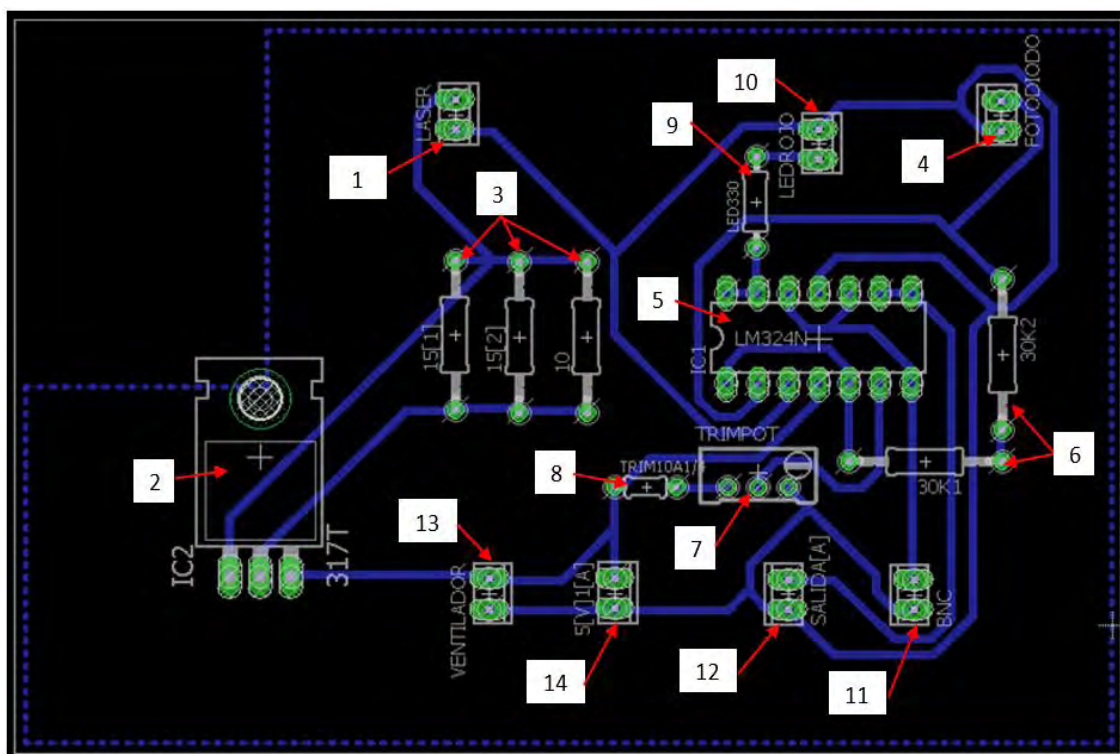 LASER
1
10
LEDROJO
9
LED330
FOTODIODO
4
3
15[1]
15[2]
10
5
IC1
LM324N
30K2
6
2
IC2
317T
TRIMPOT
8
TRIM10A1/4
7
30K1
13
VENTILADOR
5[V]1[A]
14
SALIDA[A]
12
BNC
11